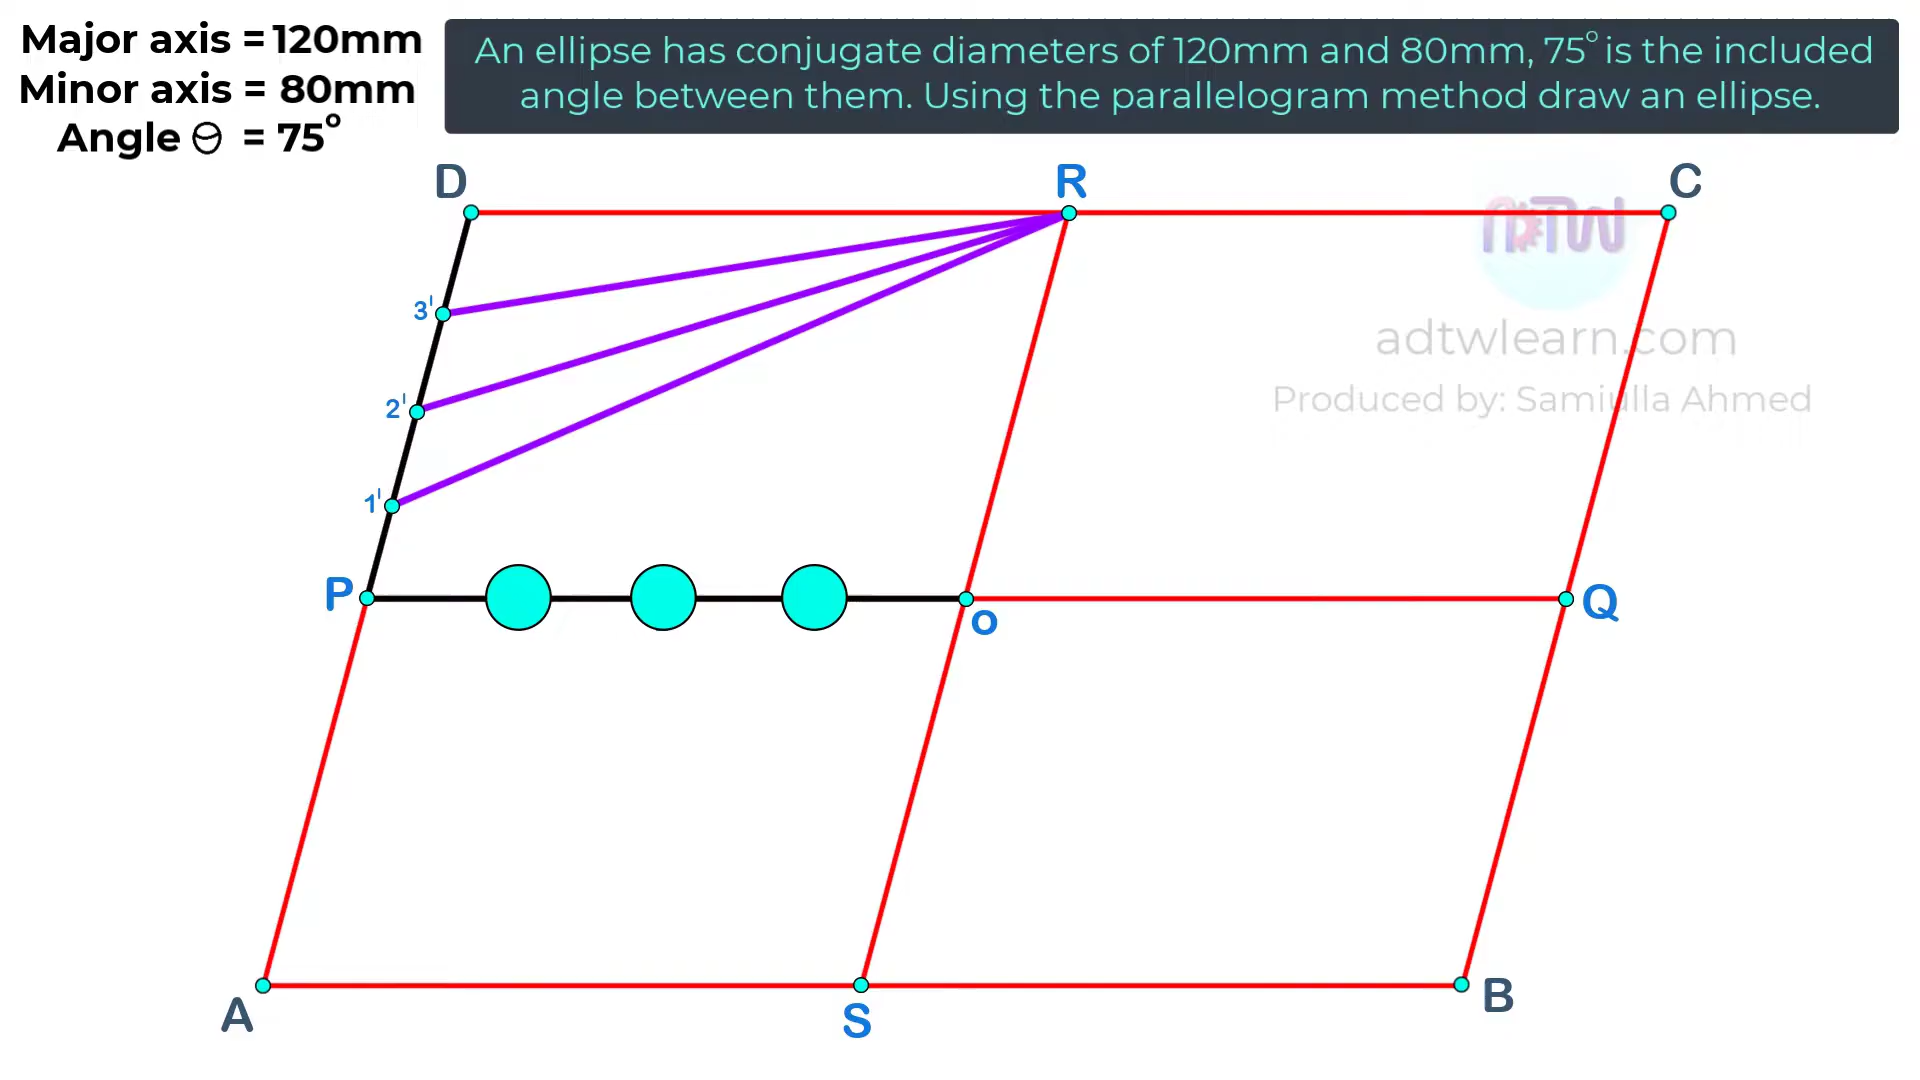 Major axis = 120mm
Minor axis = 80mm
Angle Θ = 75°
An ellipse has conjugate diameters of 120mm and 80mm, 75° is the included
angle between them. Using the parallelogram method draw an ellipse.
D
R
C
ADTW
3'
adtwlearn.com
2'
Produced by: Samiulla Ahmed
1'
P
o
Q
A
S
B